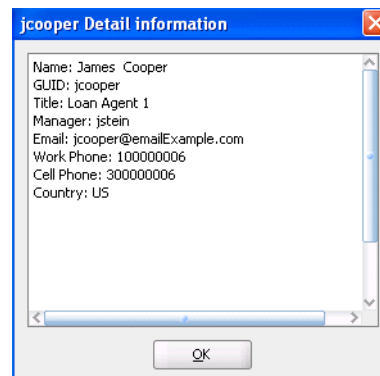 jcooper Detail information
Name: James  Cooper
GUID: jcooper
Title: Loan Agent 1
Manager: jstein
Email: jcooper@emailExample.com
Work Phone: 100000006
Cell Phone: 300000006
Country: US
OK